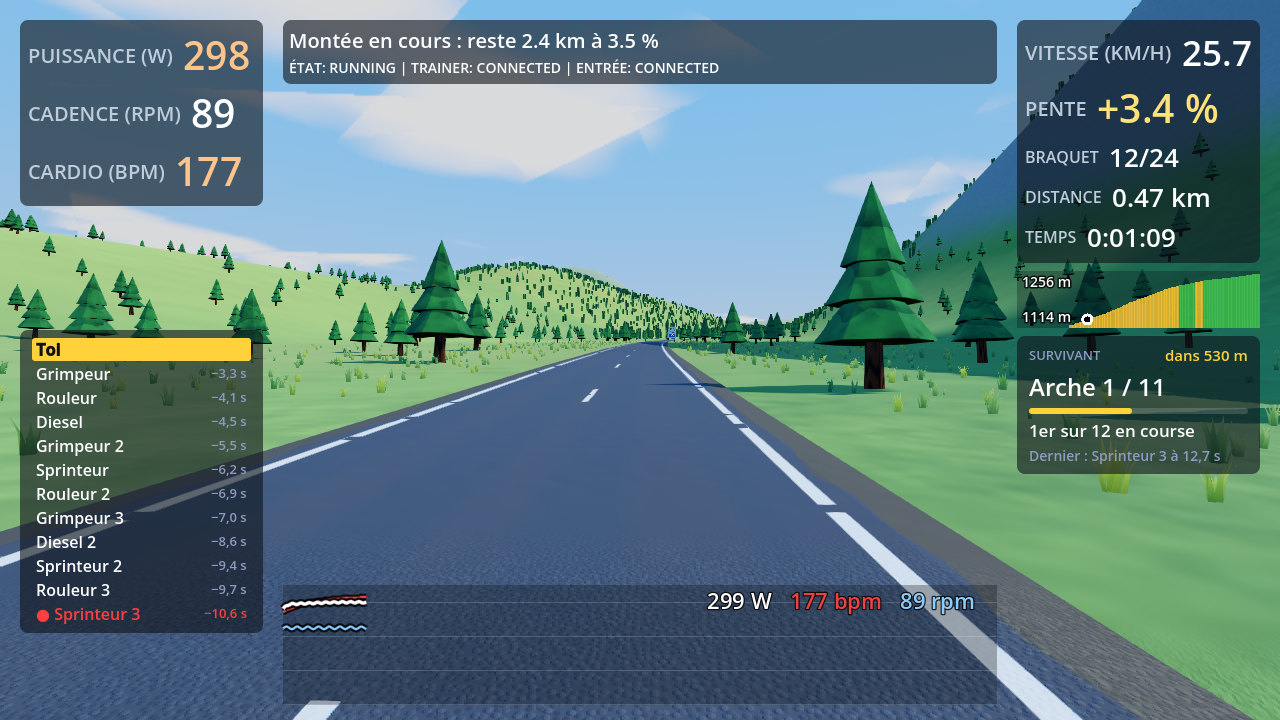 PUISSANCE (W) 298
CADENCE (RPM) 89
CARDIO (BPM) 177
Montée en cours : reste 2.4 km à 3.5 %
ÉTAT: RUNNING | TRAINER: CONNECTED | ENTRÉE: CONNECTED
VITESSE (KM/H) 25.7
PENTE +3.4 %
BRAQUET 12/24
DISTANCE 0.47 km
TEMPS 0:01:09
1256 m
1114 m
SURVIVANT dans 530 m
Arche 1 / 11
1er sur 12 en course
Dernier : Sprinteur 3 à 12,7 s
Toi
Grimpeur −3,3 s
Rouleur −4,1 s
Diesel −4,5 s
Grimpeur 2 −5,5 s
Sprinteur −6,2 s
Rouleur 2 −6,9 s
Grimpeur 3 −7,0 s
Diesel 2 −8,6 s
Sprinteur 2 −9,4 s
Rouleur 3 −9,7 s
Sprinteur 3 −10,6 s
299 W 177 bpm 89 rpm